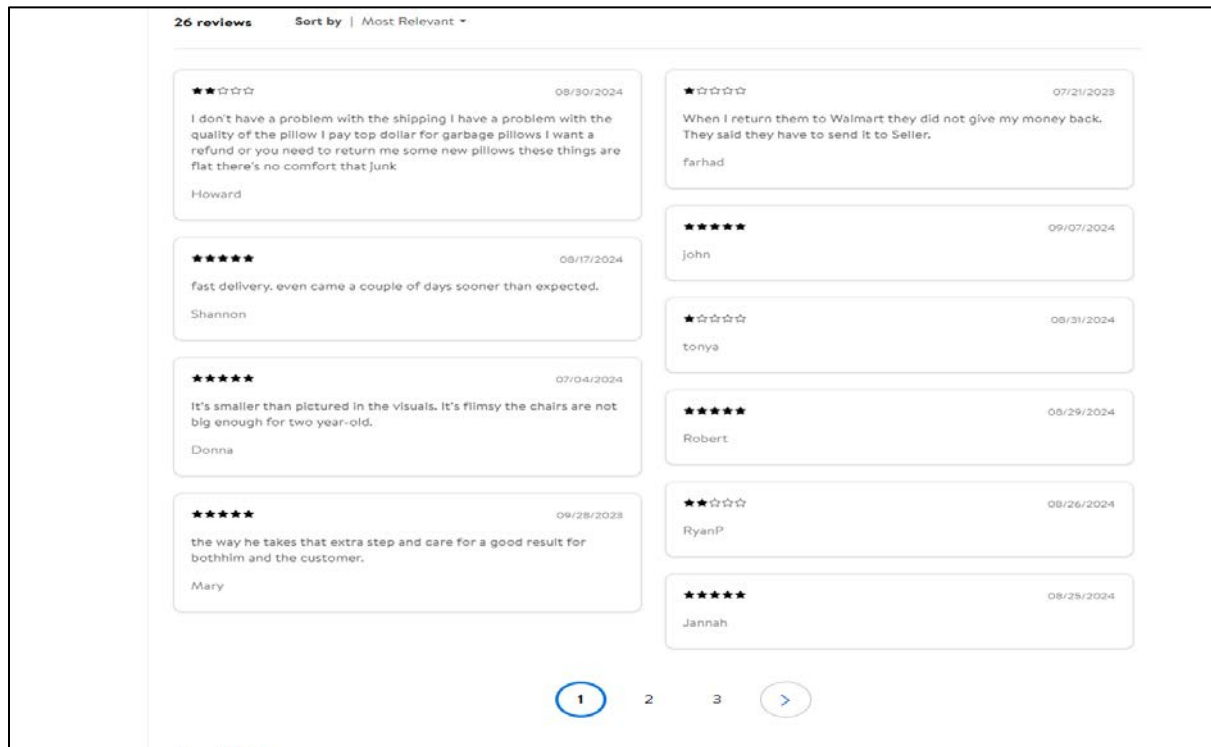 26 reviews Sort by | Most Relevant
08/30/2024
I don't have a problem with the shipping I have a problem with the
quality of the pillow I pay top dollar for garbage pillows I want a
refund or you need to return me some new pillows these things are
flat there's no comfort that junk
Howard
08/17/2024
fast delivery. even came a couple of days sooner than expected.
Shannon
07/04/2024
It's smaller than pictured in the visuals. It's flimsy the chairs are not
big enough for two year-old.
Donna
09/28/2023
the way he takes that extra step and care for a good result for
bothhim and the customer.
Mary
07/21/2023
When I return them to Walmart they did not give my money back.
They said they have to send it to Seller.
farhad
09/07/2024
john
08/31/2024
tonya
08/29/2024
Robert
08/26/2024
RyanP
08/25/2024
Jannah
1 2 3 >